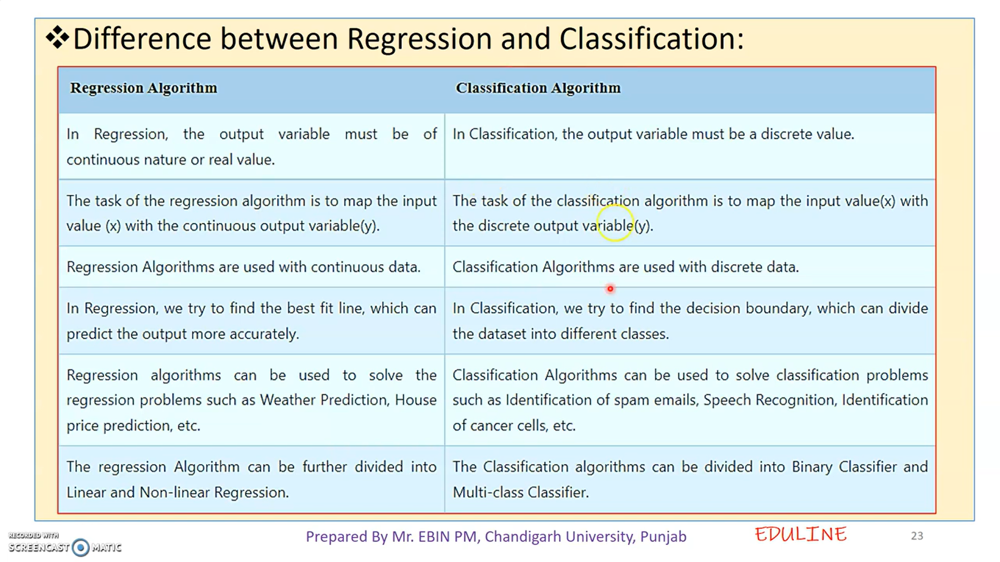 ❖Difference between Regression and Classification:
Regression Algorithm
Classification Algorithm
In Regression, the output variable must be of
continuous nature or real value.
In Classification, the output variable must be a discrete value.
The task of the regression algorithm is to map the input
value (x) with the continuous output variable(y).
The task of the classification algorithm is to map the input value(x) with
the discrete output variable(y).
Regression Algorithms are used with continuous data.
Classification Algorithms are used with discrete data.
In Regression, we try to find the best fit line, which can
predict the output more accurately.
In Classification, we try to find the decision boundary, which can divide
the dataset into different classes.
Regression algorithms can be used to solve the
regression problems such as Weather Prediction, House
price prediction, etc.
Classification Algorithms can be used to solve classification problems
such as Identification of spam emails, Speech Recognition, Identification
of cancer cells, etc.
The regression Algorithm can be further divided into
Linear and Non-linear Regression.
The Classification algorithms can be divided into Binary Classifier and
Multi-class Classifier.
RECORDED WITH
SCREENCAST MATIC
Prepared By Mr. EBIN PM, Chandigarh University, Punjab
EDULINE
23